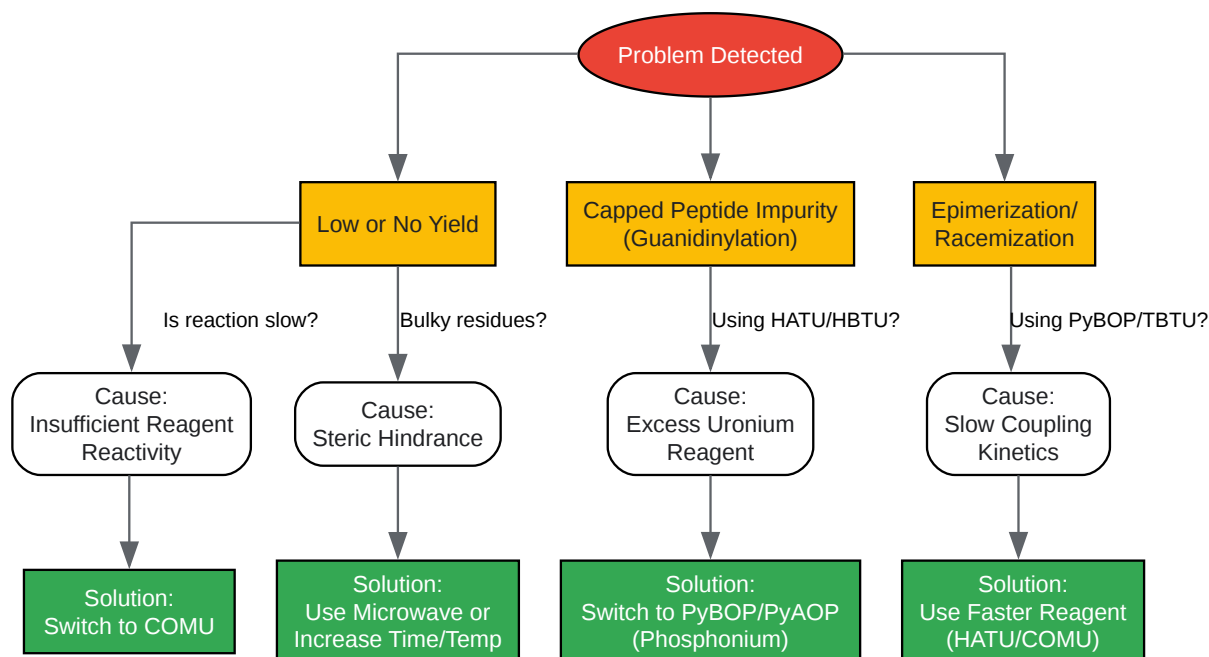 Problem Detected
Low or No Yield
Capped Peptide Impurity
(Guanidinylation)
Epimerization/
Racemization
Is reaction slow?
Bulky residues?
Using HATU/HBTU?
Using PyBOP/TBTU?
Cause:
Insufficient Reagent
Reactivity
Cause:
Steric Hindrance
Cause:
Excess Uronium
Reagent
Cause:
Slow Coupling
Kinetics
Solution:
Switch to COMU
Solution:
Use Microwave or
Increase Time/Temp
Solution:
Switch to PyBOP/PyAOP
(Phosphonium)
Solution:
Use Faster Reagent
(HATU/COMU)